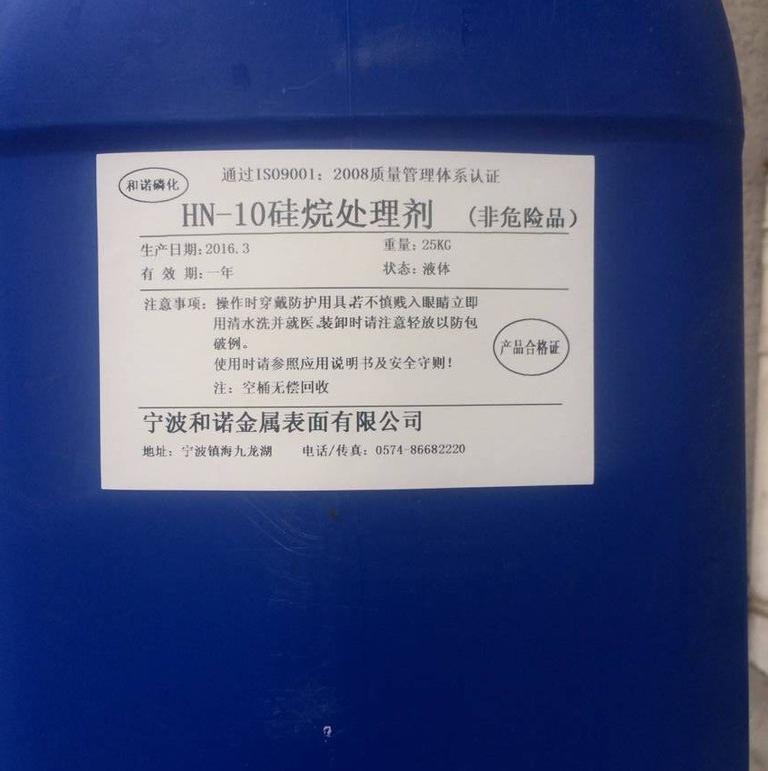 和诺磷化
通过ISO9001：2008质量管理体系认证
HN-10硅烷处理剂 （非危险品）
生产日期：2016.3 重量：25KG
有 效 期：一年 状态：液体
注意事项：操作时穿戴防护用具,若不慎贱入眼睛立即
用清水洗并就医,装卸时请注意轻放以防包
破例。
使用时请参照应用说明书及安全守则！
注：空桶无偿回收
产品合格证
宁波和诺金属表面有限公司
地址：宁波镇海九龙湖 电话/传真：0574-86682220